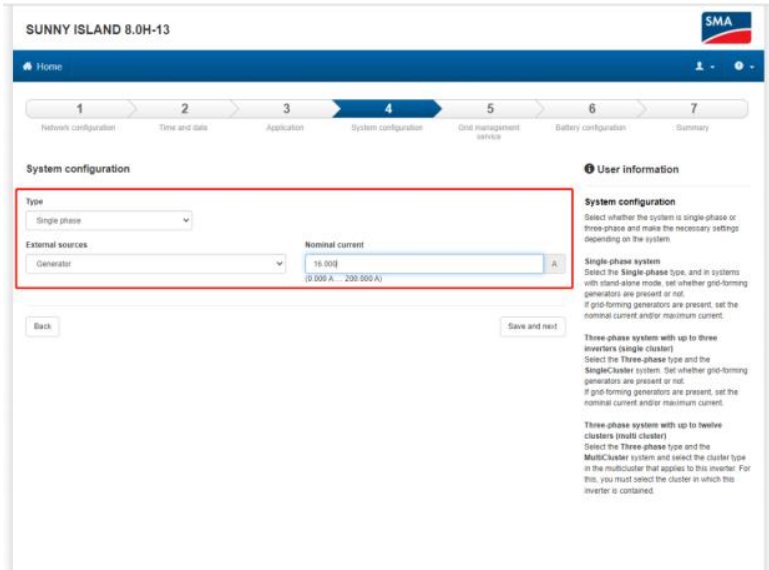 SUNNY ISLAND 8.0H-13
SMA
Home
1 2 3 4 5 6 7
Network configuration Time and date Application System configuration Grid management service Battery configuration Summary
System configuration
Type
Single phase
External sources Nominal current
Generator 16.000 A
(0.000 A ... 200.000 A)
Back Save and next
User information
System configuration
Select whether the system is single-phase or
three-phase and make the necessary settings
depending on the system.
Single-phase system
Select the Single-phase type, and in systems
with stand-alone mode, set whether grid-forming
generators are present or not.
If grid-forming generators are present, set the
nominal current and/or maximum current.
Three-phase system with up to three
inverters (single cluster)
Select the Three-phase type and the
SingleCluster system. Set whether grid-forming
generators are present or not.
If grid-forming generators are present, set the
nominal current and/or maximum current.
Three-phase system with up to twelve
clusters (multi cluster)
Select the Three-phase type and the
MultiCluster system and select the cluster type
in the multicluster that applies to this inverter. For
this, you must select the cluster in which this
inverter is contained.